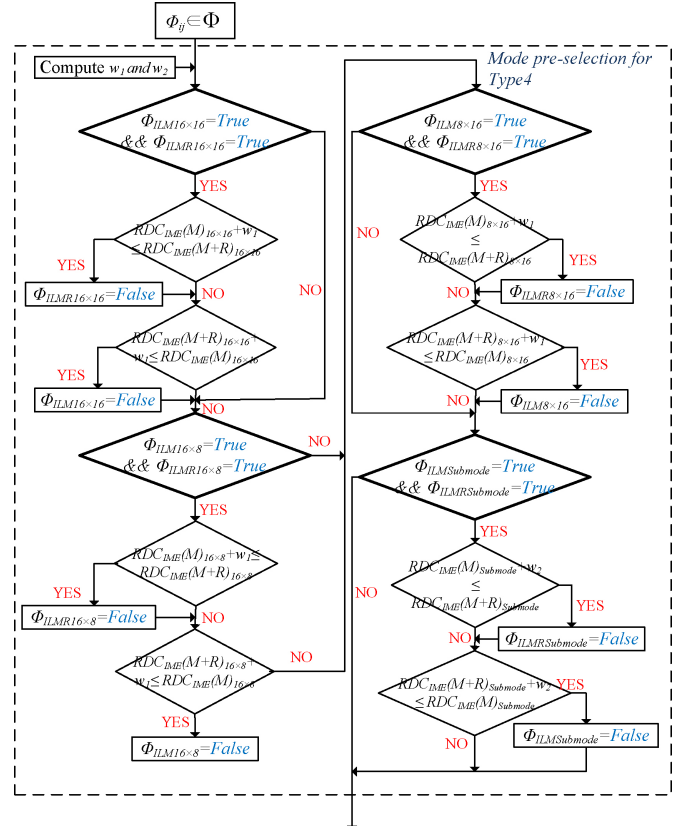 Φij∈Φ
Compute w1 and w2
Mode pre-selection for
Type4
ΦILM16×16=True
&& ΦILMR16×16=True
YES
RDCIME(M)16×16+w1
≤RDCIME(M+R)16×16
YES
NO
NO
ΦILMR16×16=False
RDCIME(M+R)16×16+
w1≤RDCIME(M)16×16
YES
ΦILM16×16=False
NO
ΦILM16×8=True
&& ΦILMR16×8=True
NO
YES
RDCIME(M)16×8+w1≤
RDCIME(M+R)16×8
YES
ΦILMR16×8=False
NO
RDCIME(M+R)16×8+
w1≤RDCIME(M)16×8
NO
YES
ΦILM16×8=False
ΦILM8×16=True
&& ΦILMR8×16=True
YES
NO
RDCIME(M)8×16+w1
≤
RDCIME(M+R)8×16
YES
NO
ΦILMR8×16=False
RDCIME(M+R)8×16+w1
≤RDCIME(M)8×16
YES
NO
ΦILM8×16=False
ΦILMSubmode=True
&& ΦILMRSubmode=True
YES
NO
RDCIME(M)Submode+w2
≤
RDCIME(M+R)Submode
YES
NO
ΦILMRSubmode=False
RDCIME(M+R)Submode+w2
≤RDCIME(M)Submode
YES
ΦILMSubmode=False
NO